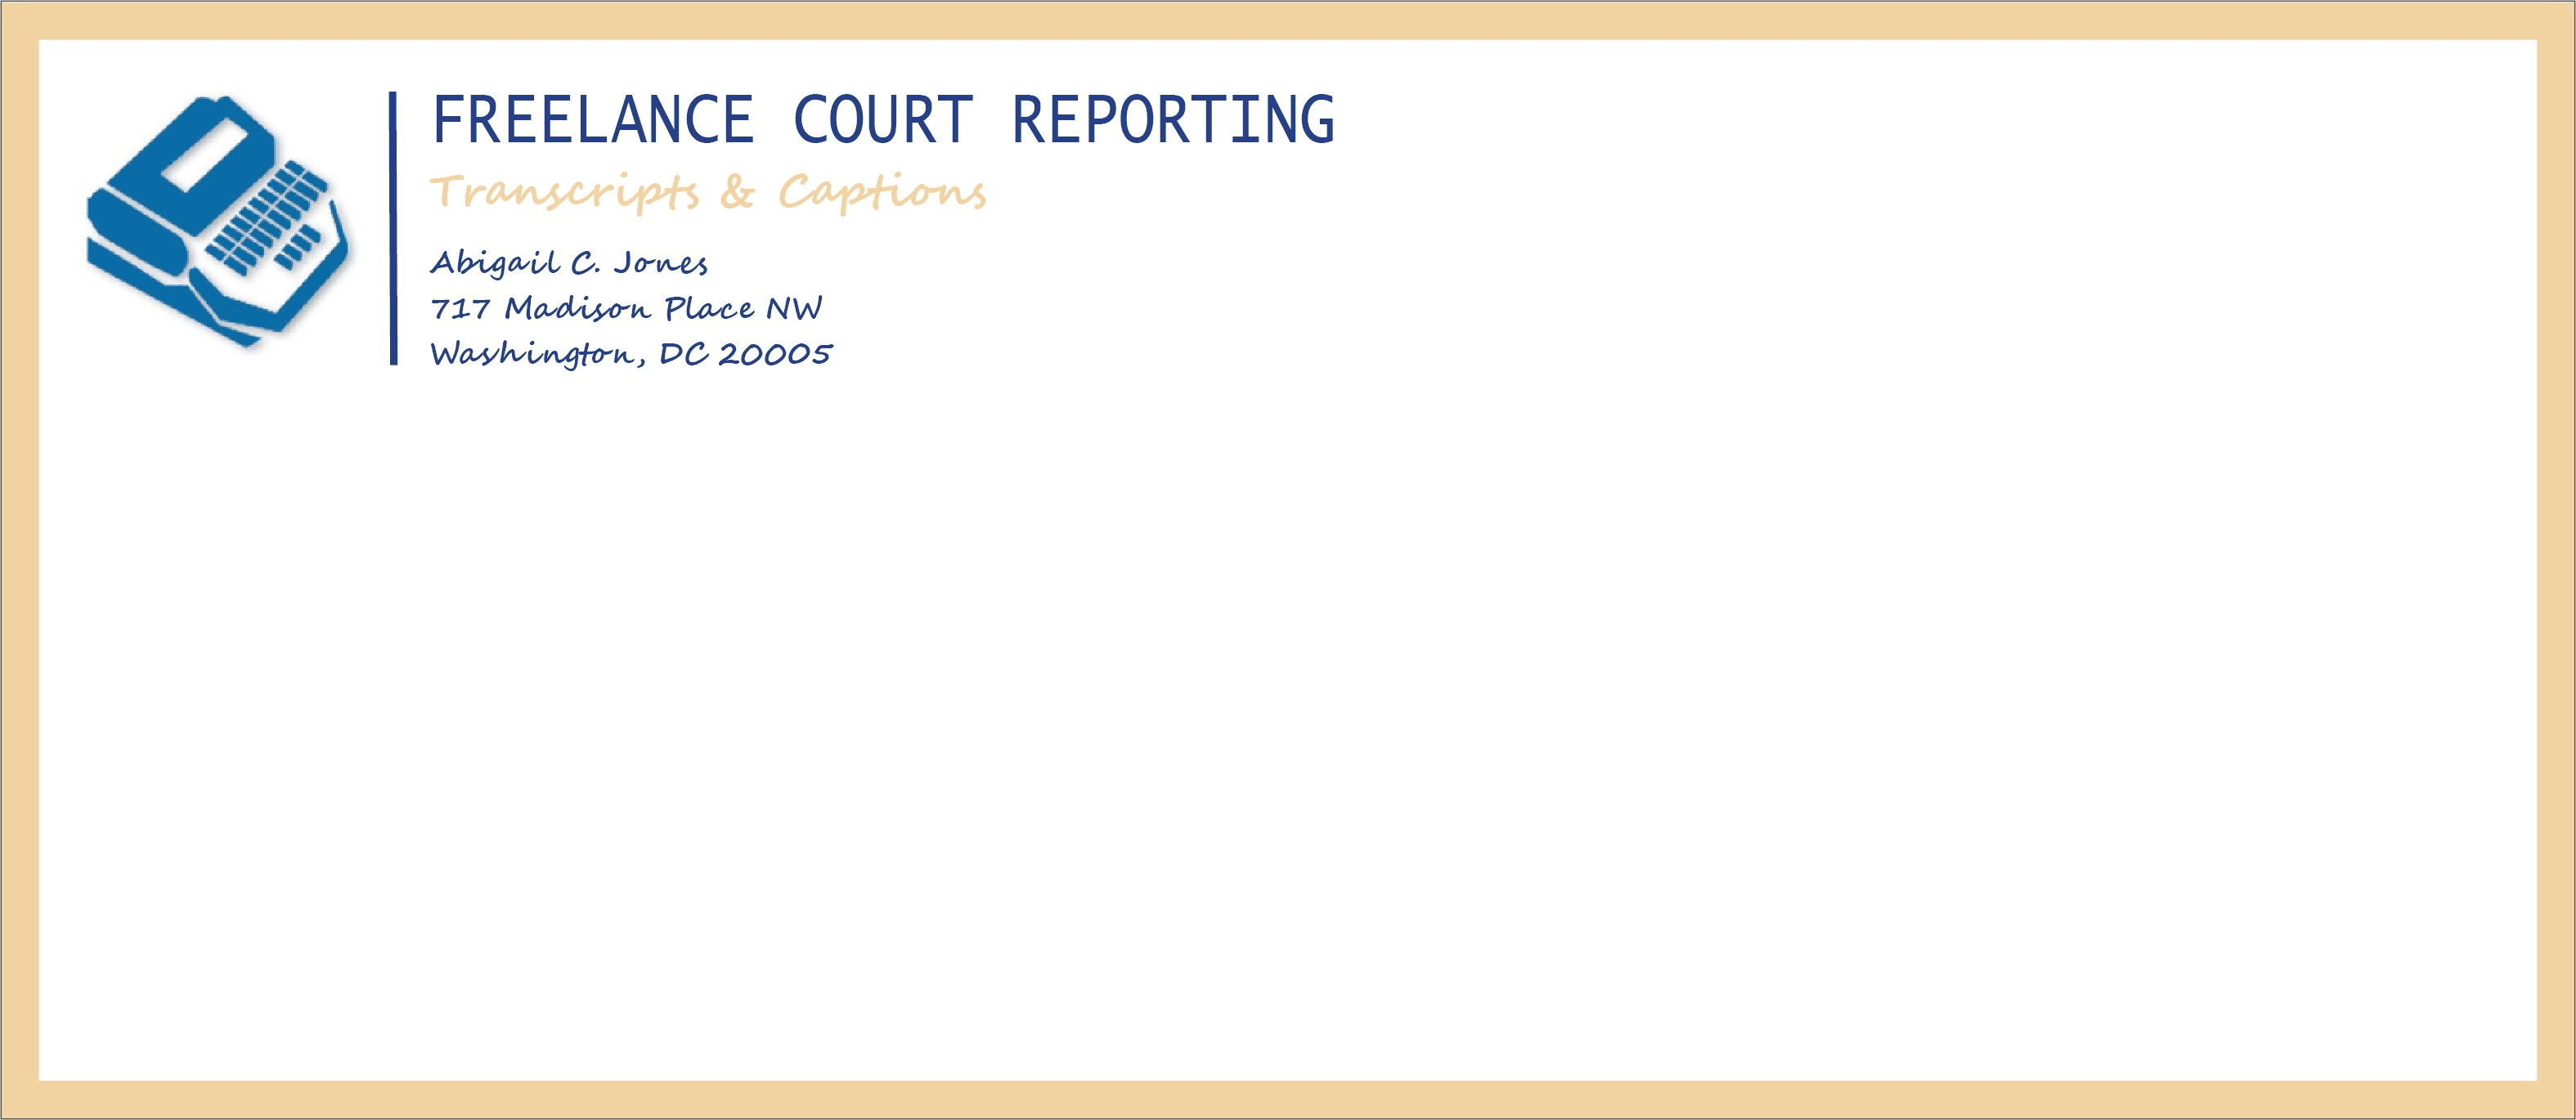 FREELANCE COURT REPORTING
Transcripts & Captions
Abigail C. Jones
717 Madison Place NW
Washington, DC 20005